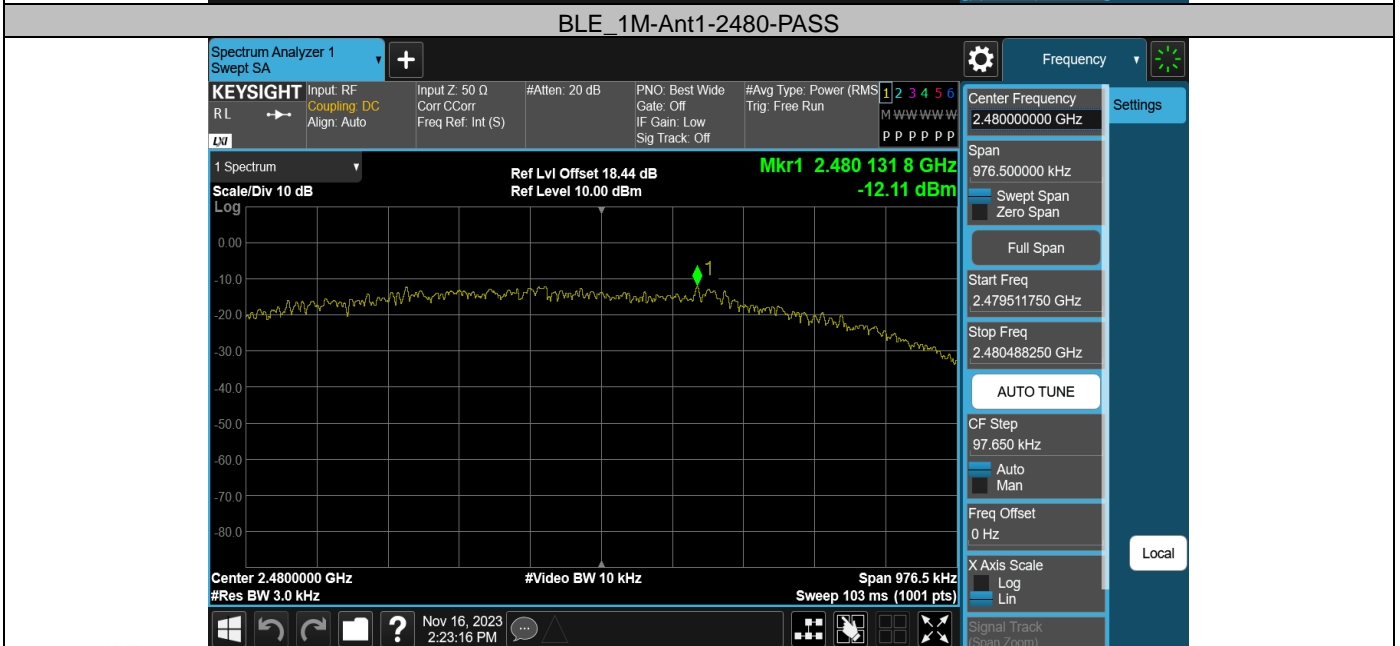 BLE_1M-Ant1-2480-PASS
Spectrum Analyzer 1
Swept SA
+
Frequency
KEYSIGHT
R L
LXI
Input: RF
Coupling: DC
Align: Auto
Input Z: 50 Ω
Corr CCorr
Freq Ref: Int (S)
#Atten: 20 dB
PNO: Best Wide
Gate: Off
IF Gain: Low
Sig Track: Off
#Avg Type: Power (RMS
Trig: Free Run
1 2 3 4 5 6
M W W W W W
P P P P P P
1 Spectrum
Scale/Div 10 dB
Log
Ref Lvl Offset 18.44 dB
Ref Level 10.00 dBm
Mkr1 2.480 131 8 GHz
-12.11 dBm
1
0.00
-10.0
-20.0
-30.0
-40.0
-50.0
-60.0
-70.0
-80.0
Center 2.4800000 GHz
#Res BW 3.0 kHz
#Video BW 10 kHz
Span 976.5 kHz
Sweep 103 ms (1001 pts)
Center Frequency
2.480000000 GHz
Settings
Span
976.500000 kHz
Swept Span
Zero Span
Full Span
Start Freq
2.479511750 GHz
Stop Freq
2.480488250 GHz
AUTO TUNE
CF Step
97.650 kHz
Auto
Man
Freq Offset
0 Hz
X Axis Scale
Log
Lin
Local
Signal Track
(Span Zoom)
?
Nov 16, 2023
2:23:16 PM